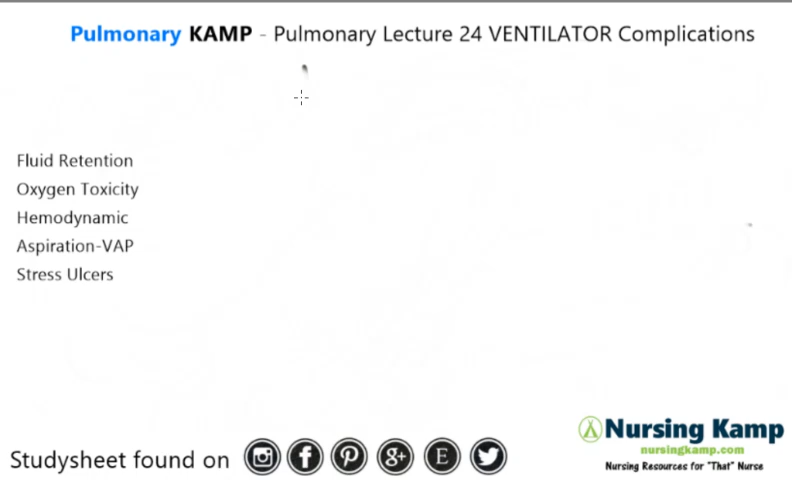 Pulmonary KAMP - Pulmonary Lecture 24 VENTILATOR Complications
Fluid Retention
Oxygen Toxicity
Hemodynamic
Aspiration-VAP
Stress Ulcers
Studysheet found on
Nursing Kamp
nursingkamp.com
Nursing Resources for "That" Nurse